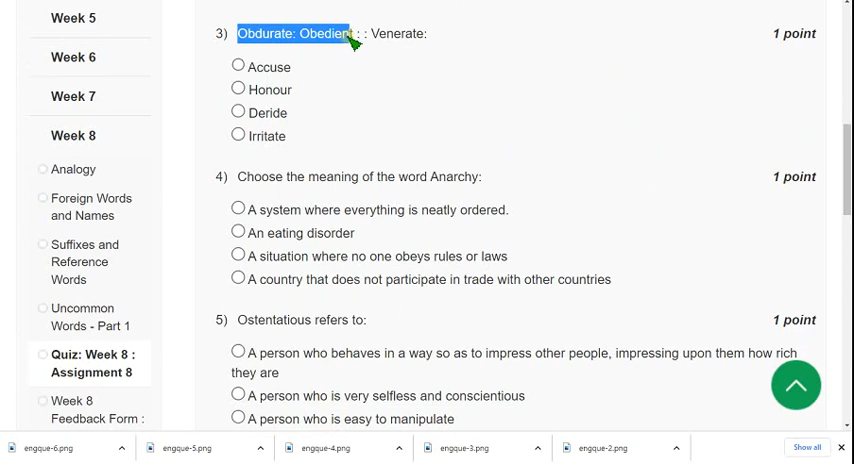 Week 5
Week 6
Week 7
Week 8
Analogy
Foreign Words
and Names
Suffixes and
Reference
Words
Uncommon
Words - Part 1
Quiz: Week 8 :
Assignment 8
Week 8
Feedback Form :
3) Obdurate: Obedient : : Venerate: 1 point
Accuse
Honour
Deride
Irritate
4) Choose the meaning of the word Anarchy: 1 point
A system where everything is neatly ordered.
An eating disorder
A situation where no one obeys rules or laws
A country that does not participate in trade with other countries
5) Ostentatious refers to: 1 point
A person who behaves in a way so as to impress other people, impressing upon them how rich
they are
A person who is very selfless and conscientious
A person who is easy to manipulate
engque-6.png engque-5.png engque-4.png engque-3.png engque-2.png Show all